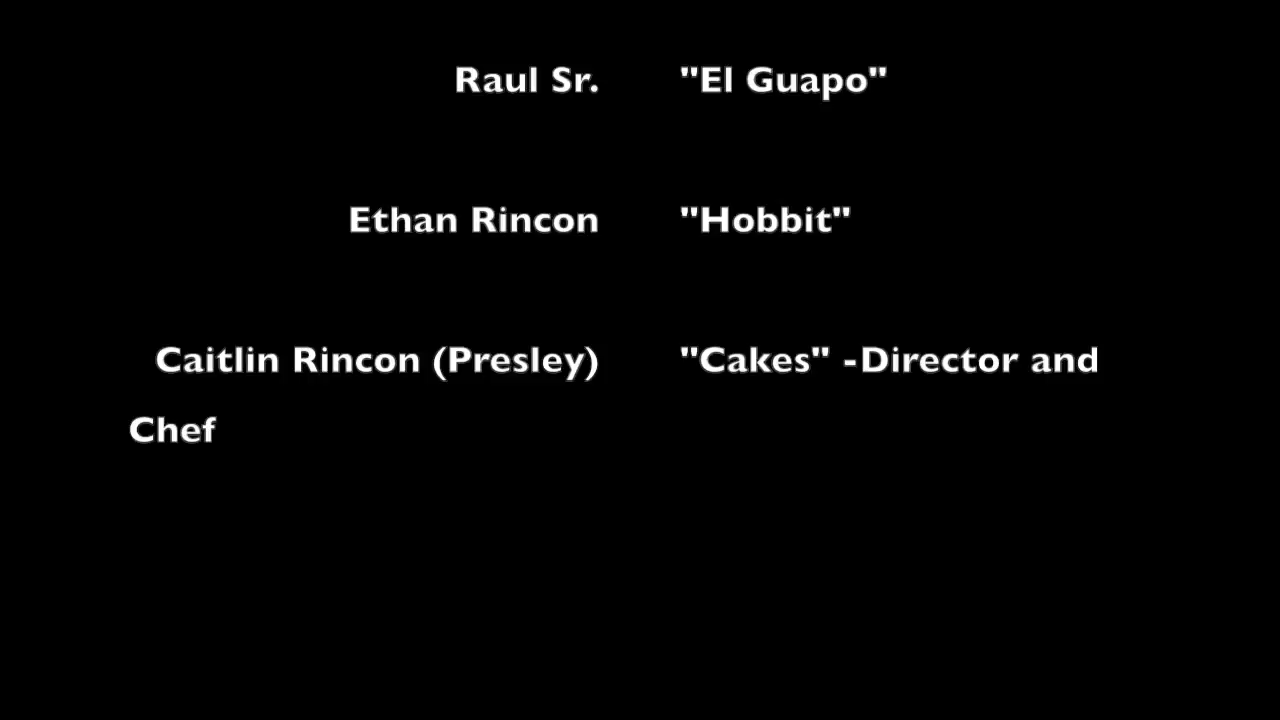 Raul Sr. "El Guapo"
Ethan Rincon "Hobbit"
Caitlin Rincon (Presley) "Cakes" -Director and
Chef